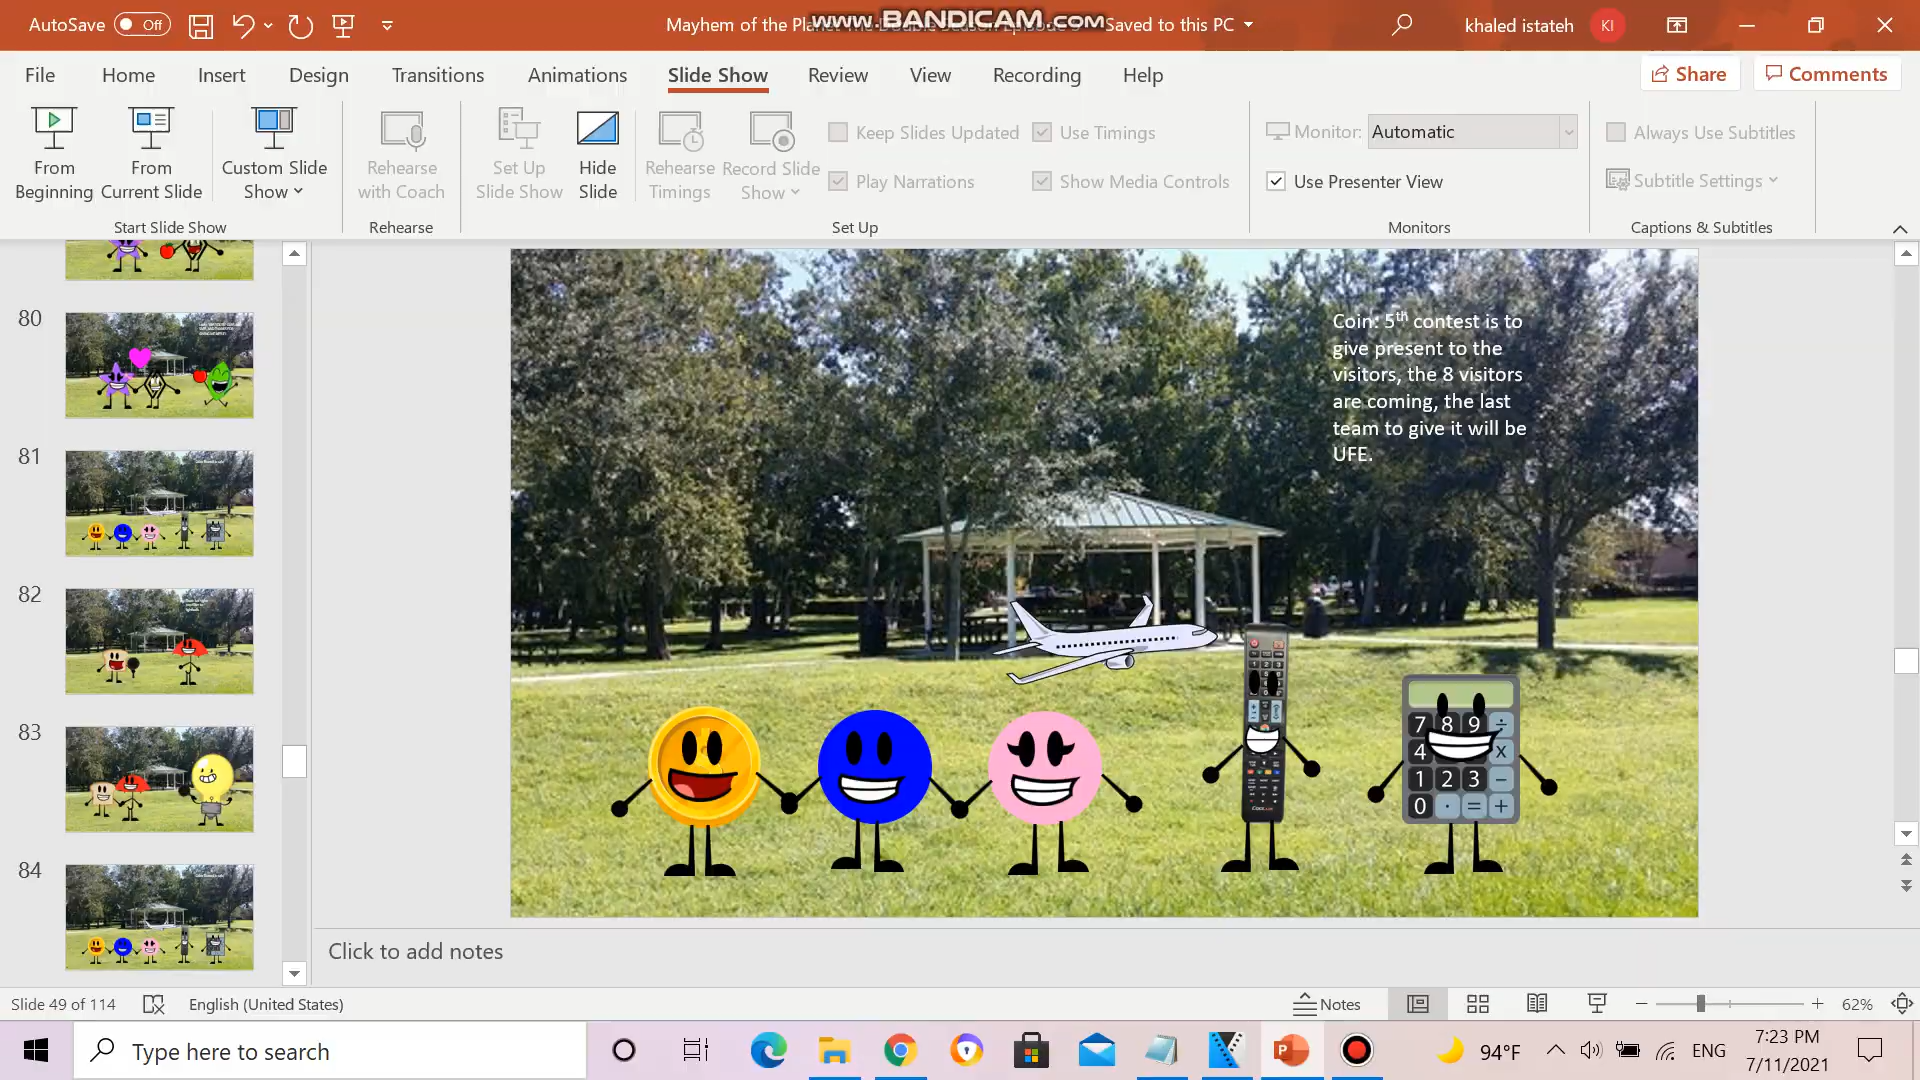 AutoSave Off
Mayhem of the Planet
Saved to this PC
www.BANDICAM.com
khaled istateh KI
File Home Insert Design Transitions Animations Slide Show Review View Recording Help
Share Comments
From Beginning
From Current Slide
Custom Slide Show
Rehearse with Coach
Set Up Slide Show
Hide Slide
Rehearse Timings
Record Slide Show
Keep Slides Updated
Use Timings
Play Narrations
Show Media Controls
Monitor: Automatic
Use Presenter View
Always Use Subtitles
Subtitle Settings
Start Slide Show Rehearse Set Up Monitors Captions & Subtitles
80
81
82
83
84
Coin: 5th contest is to
give present to the
visitors, the 8 visitors
are coming, the last
team to give it will be
UFE.
7 8 9 ÷
4 x
1 2 3 −
0 · = +
Click to add notes
Slide 49 of 114 English (United States) Notes 62%
Type here to search
94°F ENG
7:23 PM
7/11/2021